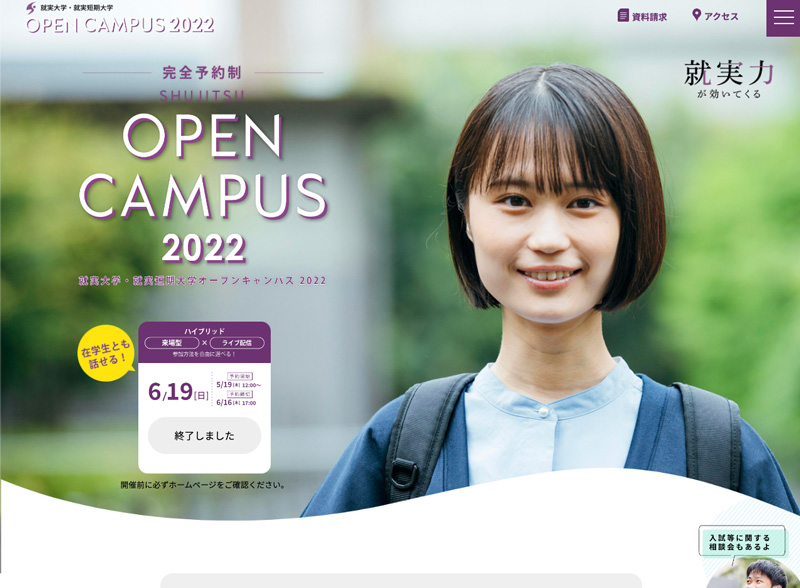 就実大学・就実短期大学
OPEN CAMPUS 2022
資料請求
アクセス
完全予約制
SHUJITSU
OPEN
CAMPUS
2022
就実大学・就実短期大学オープンキャンパス 2022
就実力
が効いてくる
在学生とも
話せる！
ハイブリッド
来場型 × ライブ配信
参加方法を自由に選べる！
6/19[日]
予約開始
5/19[木] 12:00〜
予約締切
6/16[木] 17:00
終了しました
開催前に必ずホームページをご確認ください。
入試等に関する
相談会もあるよ